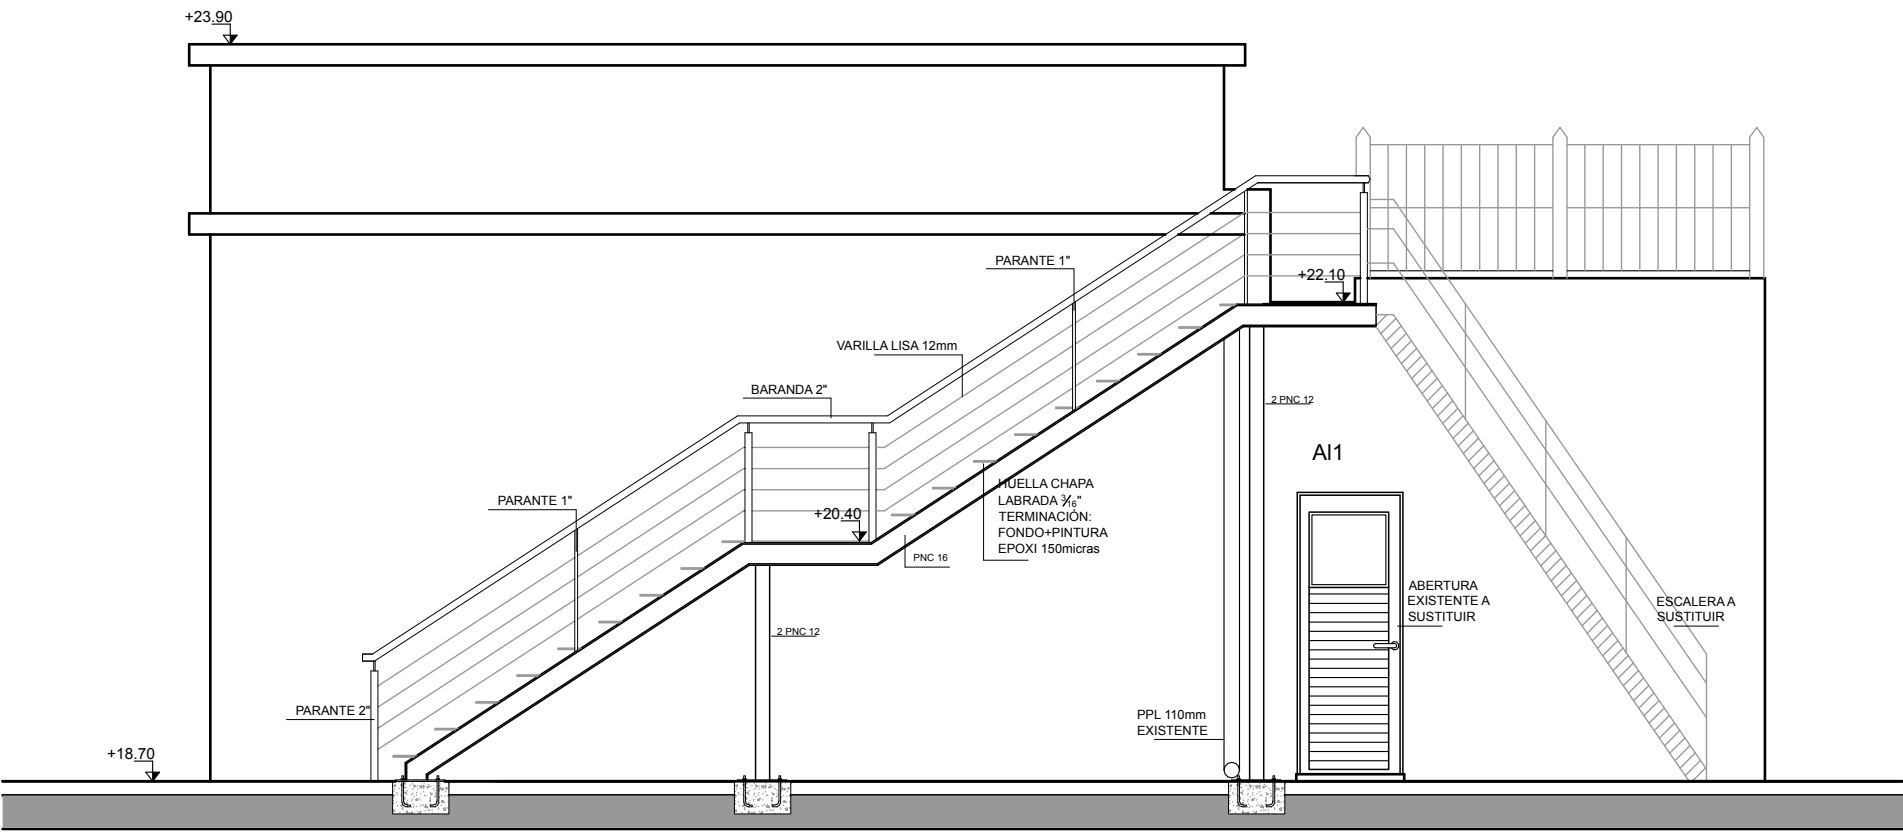 +23.90
PARANTE 1"
+22.10
VARILLA LISA 12mm
BARANDA 2"
2 PNC 12
Al1
HUELLA CHAPA
LABRADA 3⁄16"
TERMINACIÓN:
FONDO+PINTURA
EPOXI 150micras
PARANTE 1"
+20.40
PNC 16
ABERTURA
EXISTENTE A
SUSTITUIR
ESCALERA A
SUSTITUIR
2 PNC 12
PARANTE 2"
PPL 110mm
EXISTENTE
+18.70